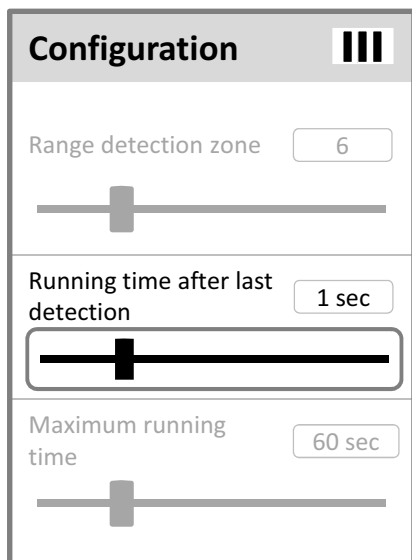 Configuration
Range detection zone 6
Running time after last
detection 1 sec
Maximum running
time 60 sec